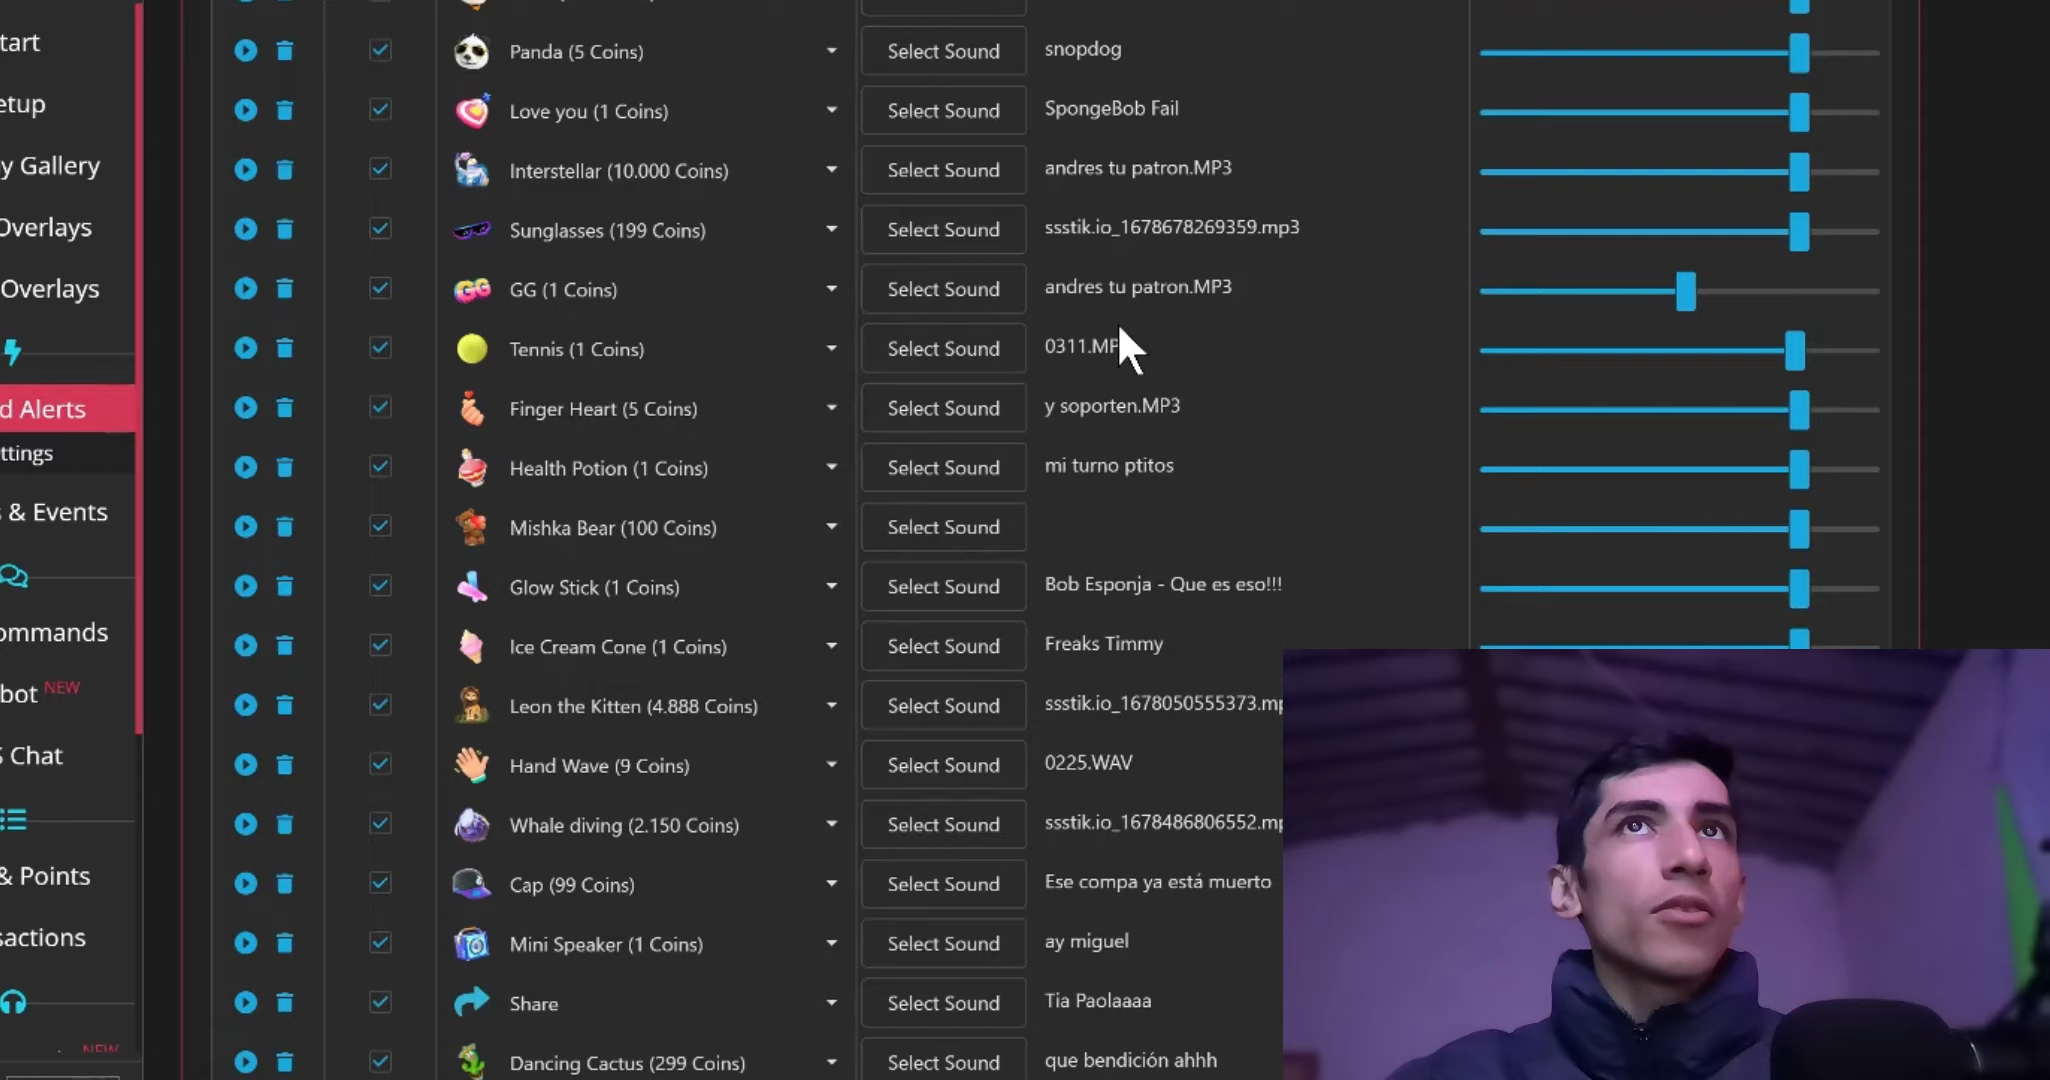 tart
etup
y Gallery
Overlays
Overlays
d Alerts
ttings
s & Events
ommands
bot NEW
S Chat
& Points
sactions
NEW
Panda (5 Coins) Select Sound snopdog
Love you (1 Coins) Select Sound SpongeBob Fail
Interstellar (10.000 Coins) Select Sound andres tu patron.MP3
Sunglasses (199 Coins) Select Sound ssstik.io_1678678269359.mp3
GG (1 Coins) Select Sound andres tu patron.MP3
Tennis (1 Coins) Select Sound 0311.MP
Finger Heart (5 Coins) Select Sound y soporten.MP3
Health Potion (1 Coins) Select Sound mi turno ptitos
Mishka Bear (100 Coins) Select Sound
Glow Stick (1 Coins) Select Sound Bob Esponja - Que es eso!!!
Ice Cream Cone (1 Coins) Select Sound Freaks Timmy
Leon the Kitten (4.888 Coins) Select Sound ssstik.io_1678050555373.mp
Hand Wave (9 Coins) Select Sound 0225.WAV
Whale diving (2.150 Coins) Select Sound ssstik.io_1678486806552.mp
Cap (99 Coins) Select Sound Ese compa ya está muerto
Mini Speaker (1 Coins) Select Sound ay miguel
Share Select Sound Tia Paolaaaa
Dancing Cactus (299 Coins) Select Sound que bendición ahhh